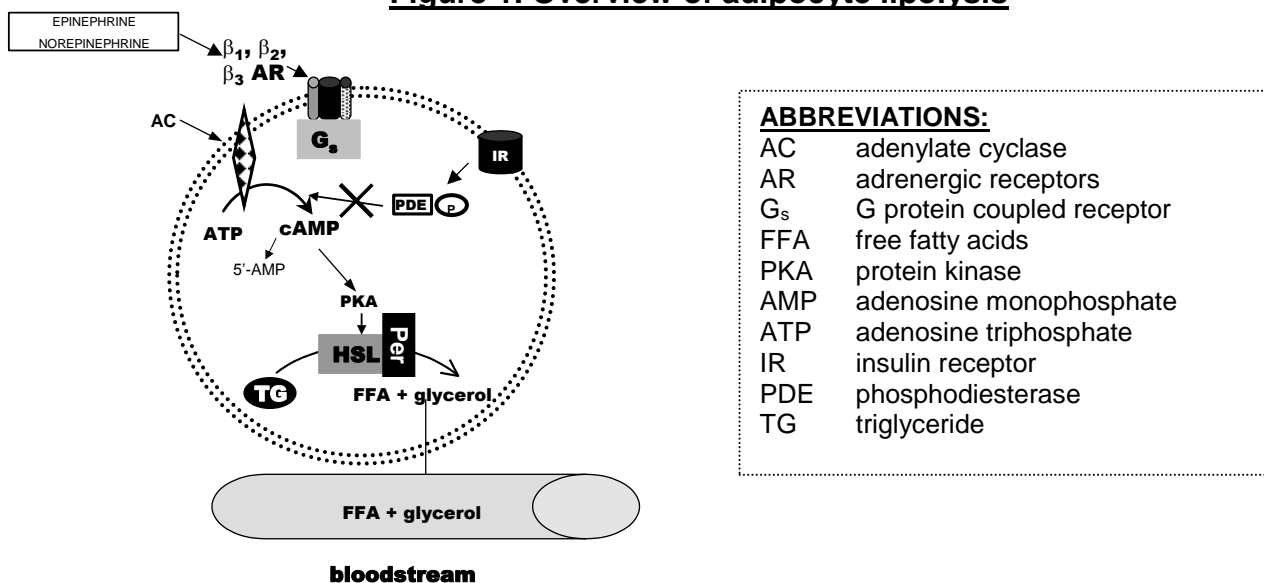 Figure 1: Overview of adipocyte lipolysis
EPINEPHRINE
NOREPINEPHRINE
β1, β2,
β3 AR
AC
Gs
IR
PDE P
ATP cAMP
5'-AMP
PKA
HSL Per
TG
FFA + glycerol
FFA + glycerol
bloodstream
ABBREVIATIONS:
AC adenylate cyclase
AR adrenergic receptors
Gs G protein coupled receptor
FFA free fatty acids
PKA protein kinase
AMP adenosine monophosphate
ATP adenosine triphosphate
IR insulin receptor
PDE phosphodiesterase
TG triglyceride